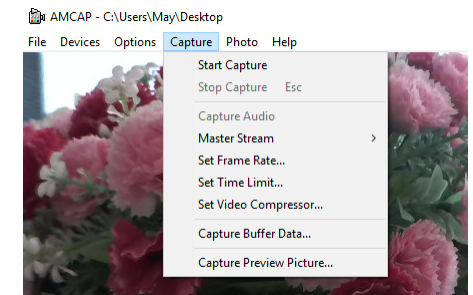 AMCAP - C:\Users\May\Desktop
File Devices Options Capture Photo Help
Start Capture
Stop Capture Esc
Capture Audio
Master Stream
Set Frame Rate...
Set Time Limit...
Set Video Compressor...
Capture Buffer Data...
Capture Preview Picture...